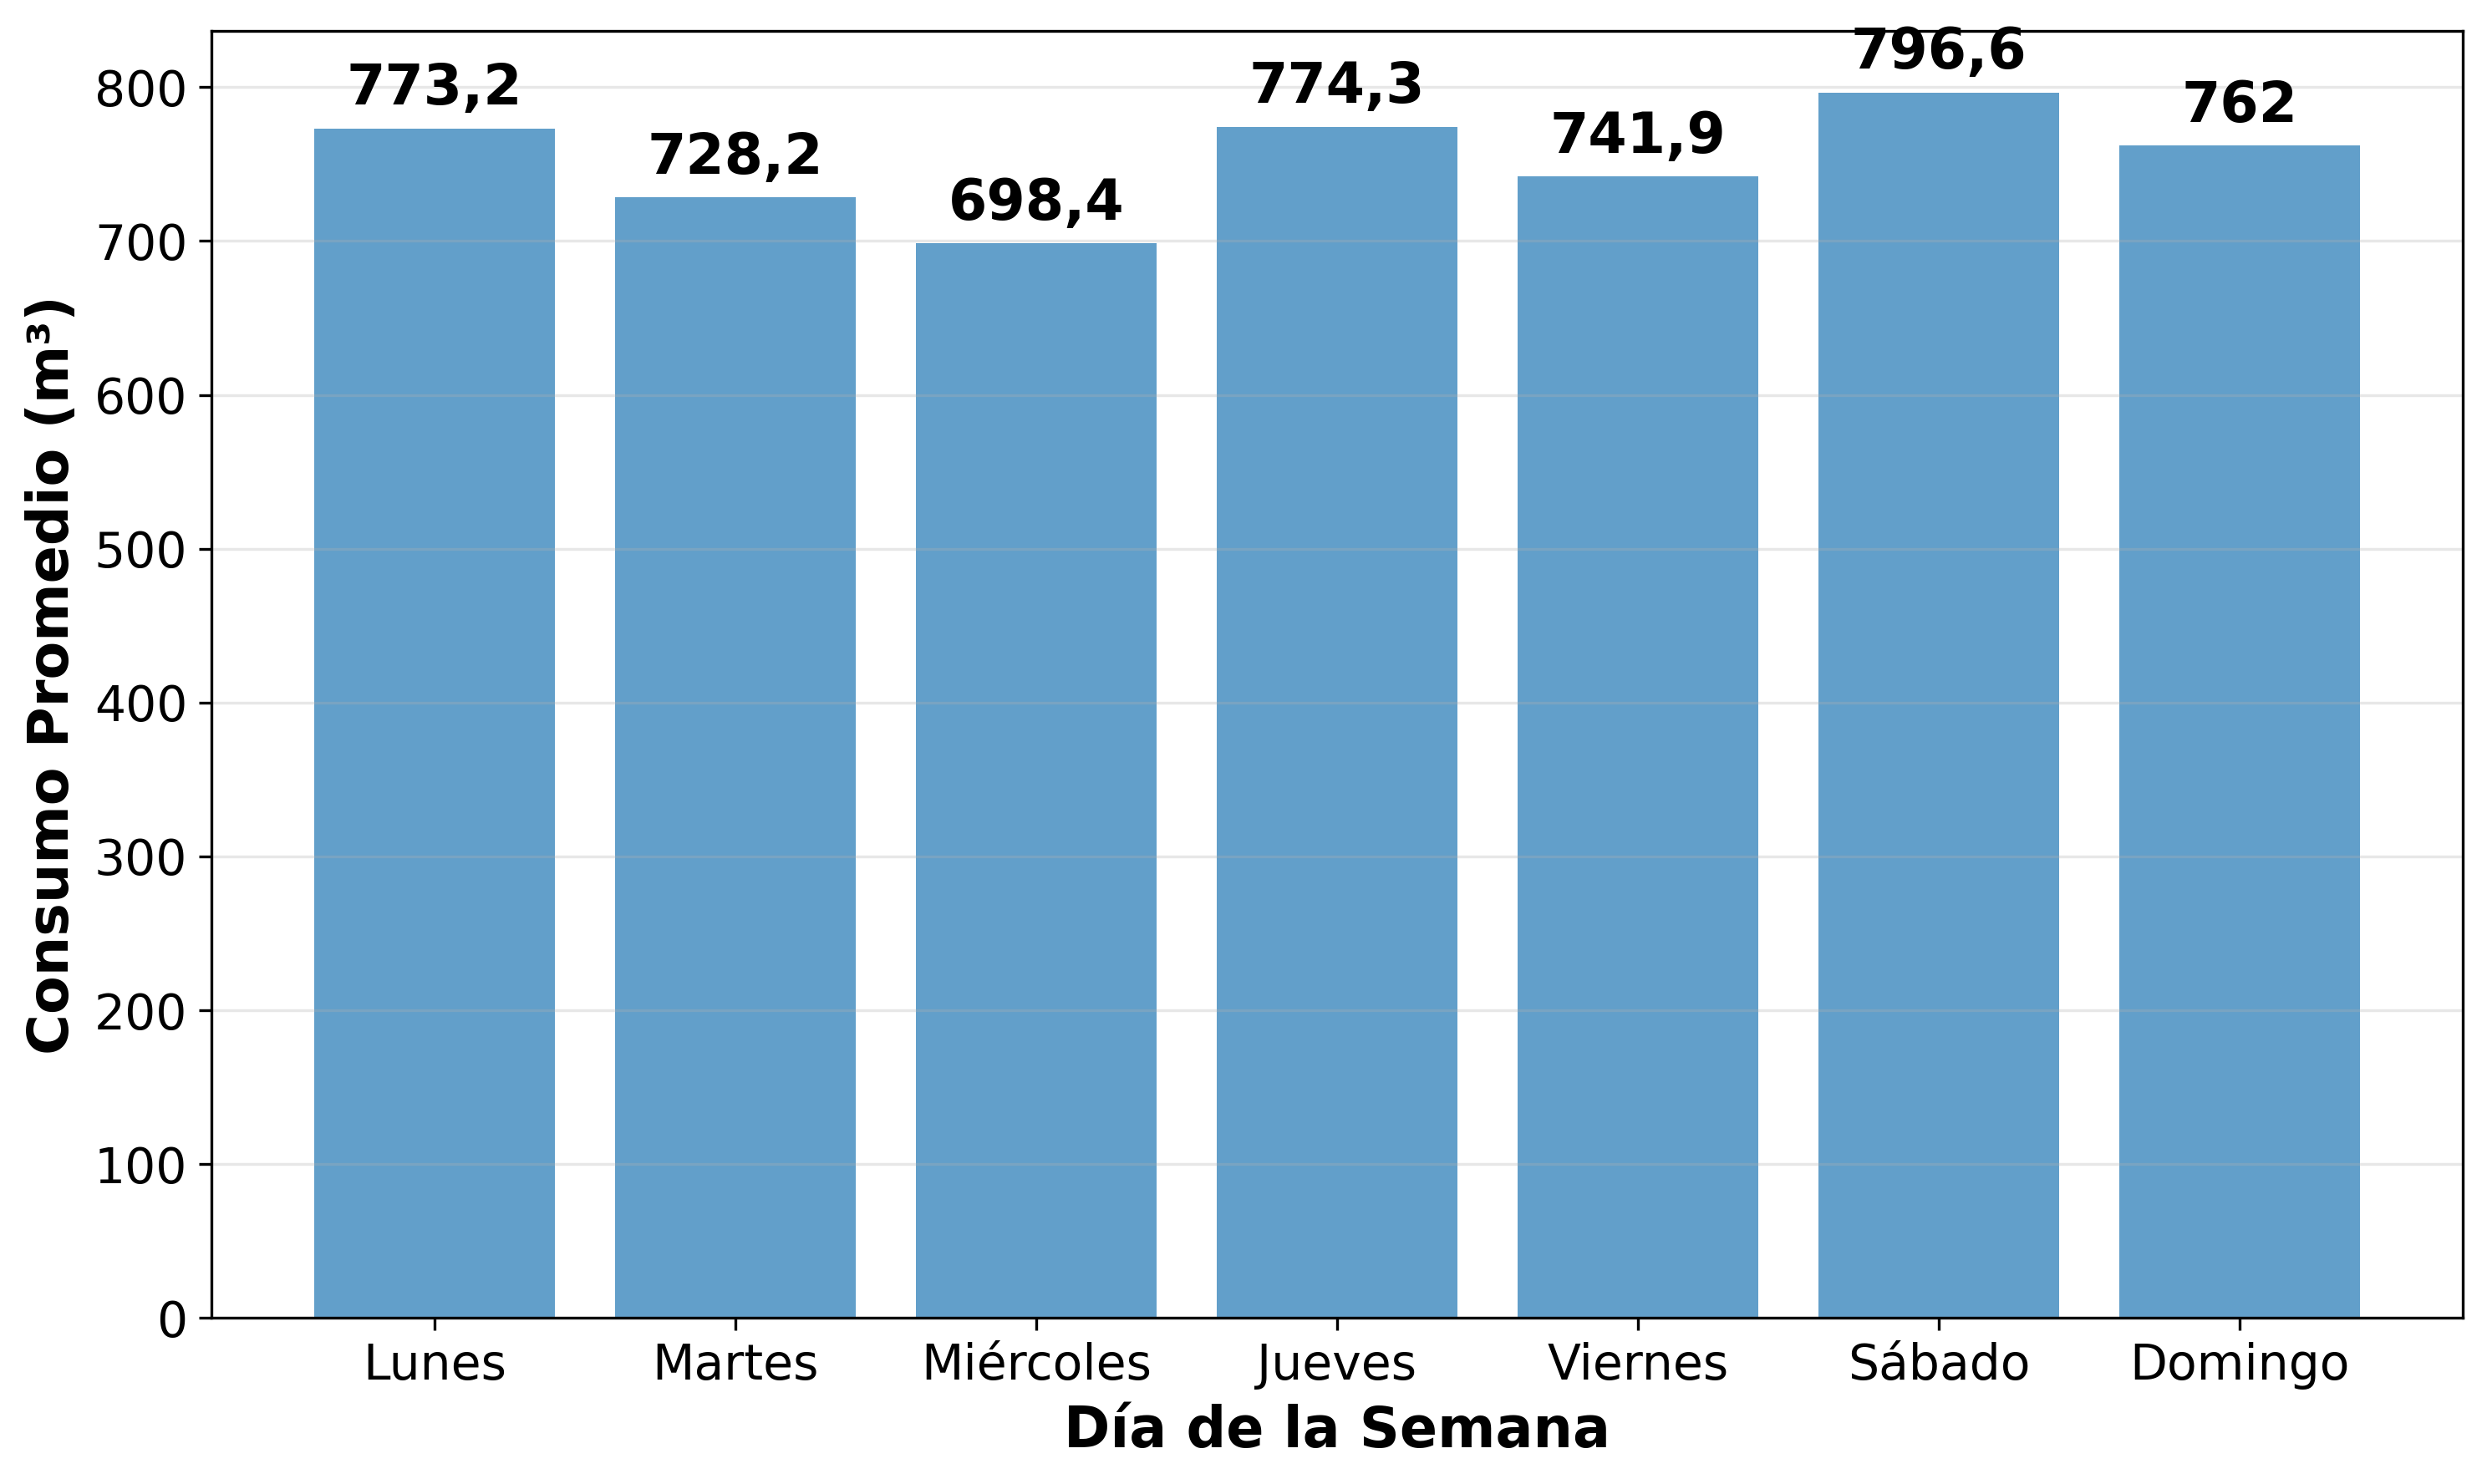 773,2
728,2
698,4
774,3
741,9
796,6
762
800
700
600
500
400
300
200
100
0
Consumo Promedio (m³)
Lunes
Martes
Miércoles
Jueves
Viernes
Sábado
Domingo
Día de la Semana